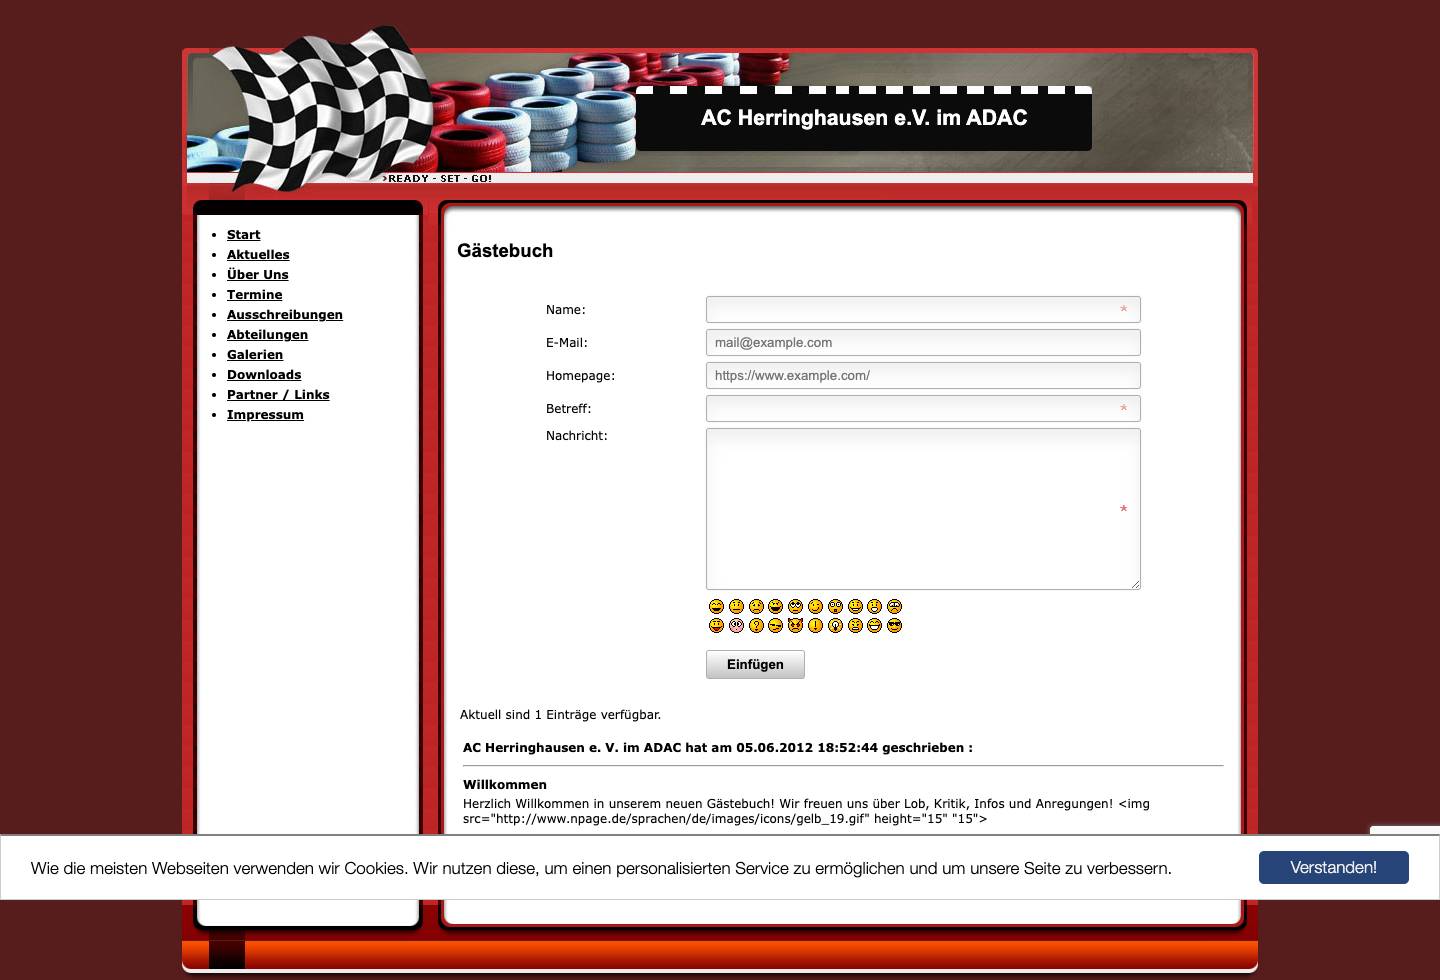 AC Herringhausen e.V. im ADAC
>READY - SET - GO!
Start
Aktuelles
Über Uns
Termine
Ausschreibungen
Abteilungen
Galerien
Downloads
Partner / Links
Impressum
Gästebuch
Name:
*
E-Mail:
mail@example.com
Homepage:
https://www.example.com/
Betreff:
*
Nachricht:
*
Einfügen
Aktuell sind 1 Einträge verfügbar.
AC Herringhausen e. V. im ADAC hat am 05.06.2012 18:52:44 geschrieben :
Willkommen
Herzlich Willkommen in unserem neuen Gästebuch! Wir freuen uns über Lob, Kritik, Infos und Anregungen! <img
src="http://www.npage.de/sprachen/de/images/icons/gelb_19.gif" height="15" "15">
Wie die meisten Webseiten verwenden wir Cookies. Wir nutzen diese, um einen personalisierten Service zu ermöglichen und um unsere Seite zu verbessern.
Verstanden!